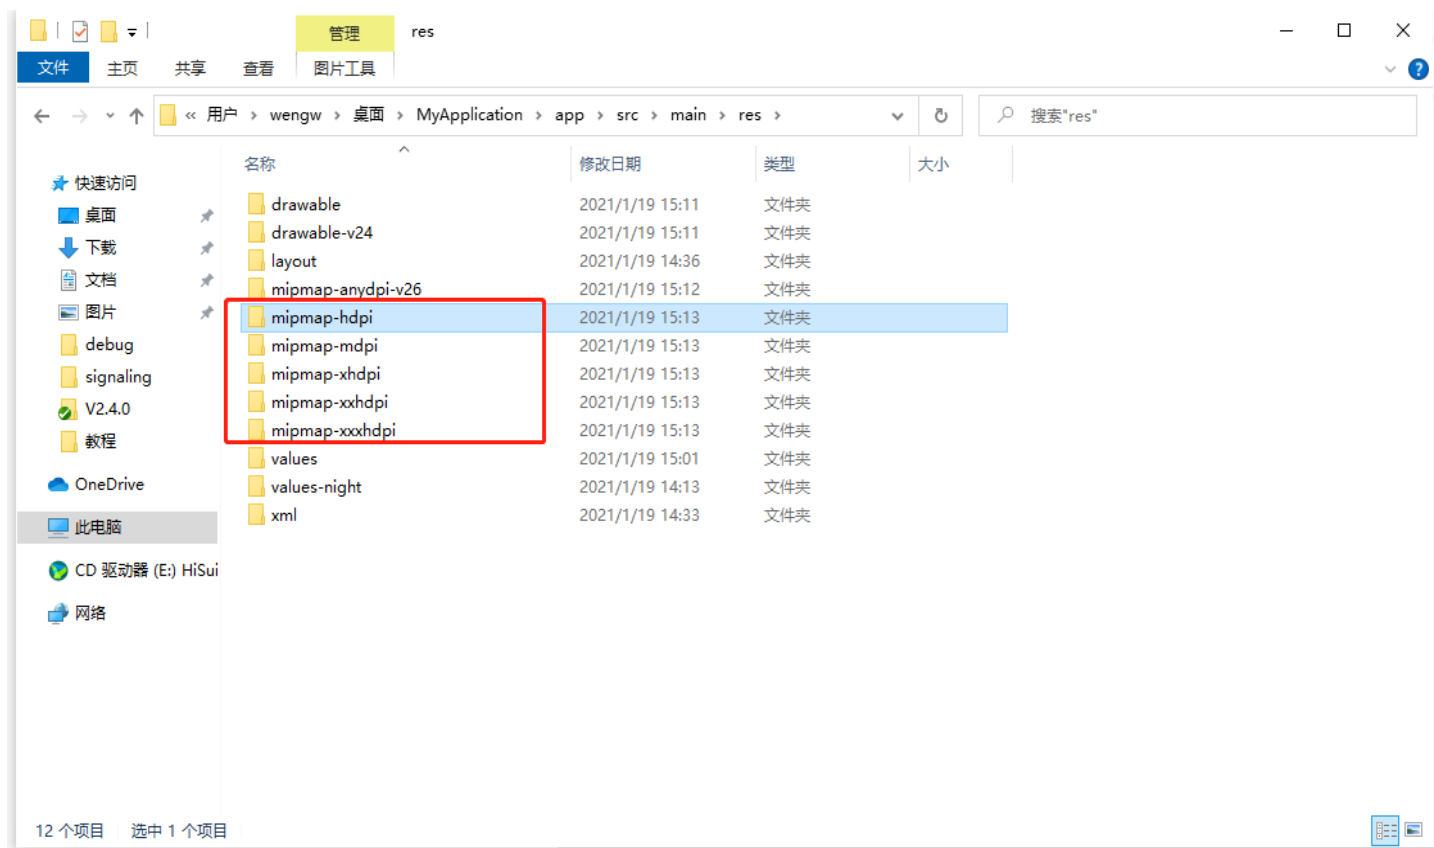 管理 res
文件 主页 共享 查看 图片工具
« 用户 › wengw › 桌面 › MyApplication › app › src › main › res › 搜索"res"
名称 修改日期 类型 大小
快速访问
桌面
下载
文档
图片
debug
signaling
V2.4.0
教程
OneDrive
此电脑
CD 驱动器 (E:) HiSui
网络
drawable 2021/1/19 15:11 文件夹
drawable-v24 2021/1/19 15:11 文件夹
layout 2021/1/19 14:36 文件夹
mipmap-anydpi-v26 2021/1/19 15:12 文件夹
mipmap-hdpi 2021/1/19 15:13 文件夹
mipmap-mdpi 2021/1/19 15:13 文件夹
mipmap-xhdpi 2021/1/19 15:13 文件夹
mipmap-xxhdpi 2021/1/19 15:13 文件夹
mipmap-xxxhdpi 2021/1/19 15:13 文件夹
values 2021/1/19 15:01 文件夹
values-night 2021/1/19 14:13 文件夹
xml 2021/1/19 14:33 文件夹
12 个项目 选中 1 个项目